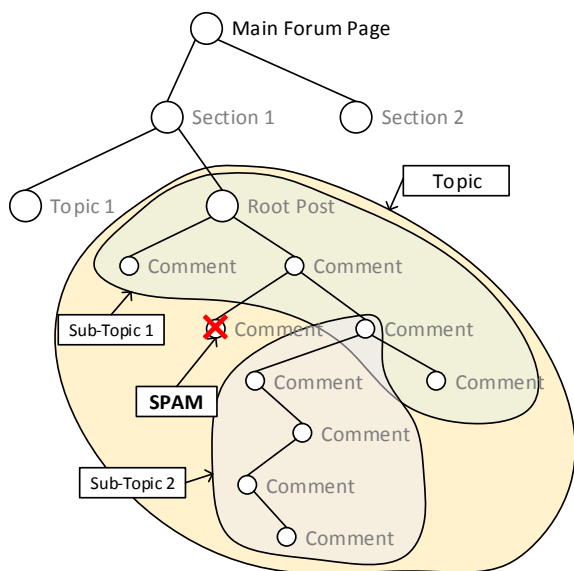 Main Forum Page
Section 1
Section 2
Topic
Topic 1
Root Post
Comment
Comment
Sub-Topic 1
Comment
Comment
SPAM
Comment
Comment
Comment
Sub-Topic 2
Comment
Comment